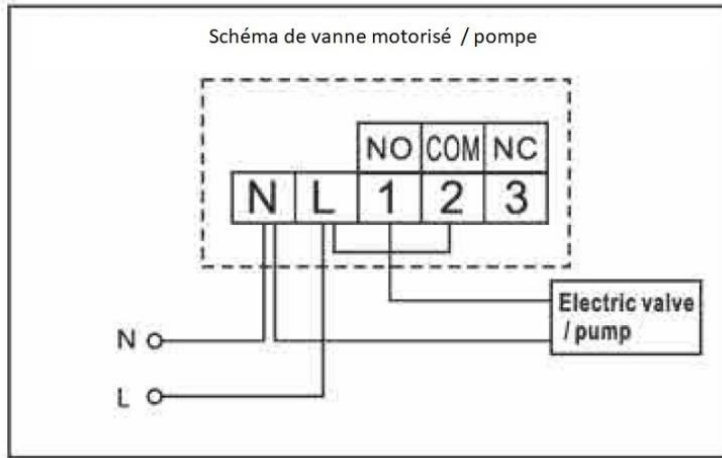 Schéma de vanne motorisé / pompe
NO COM NC
N L 1 2 3
Electric valve
/ pump
N
L